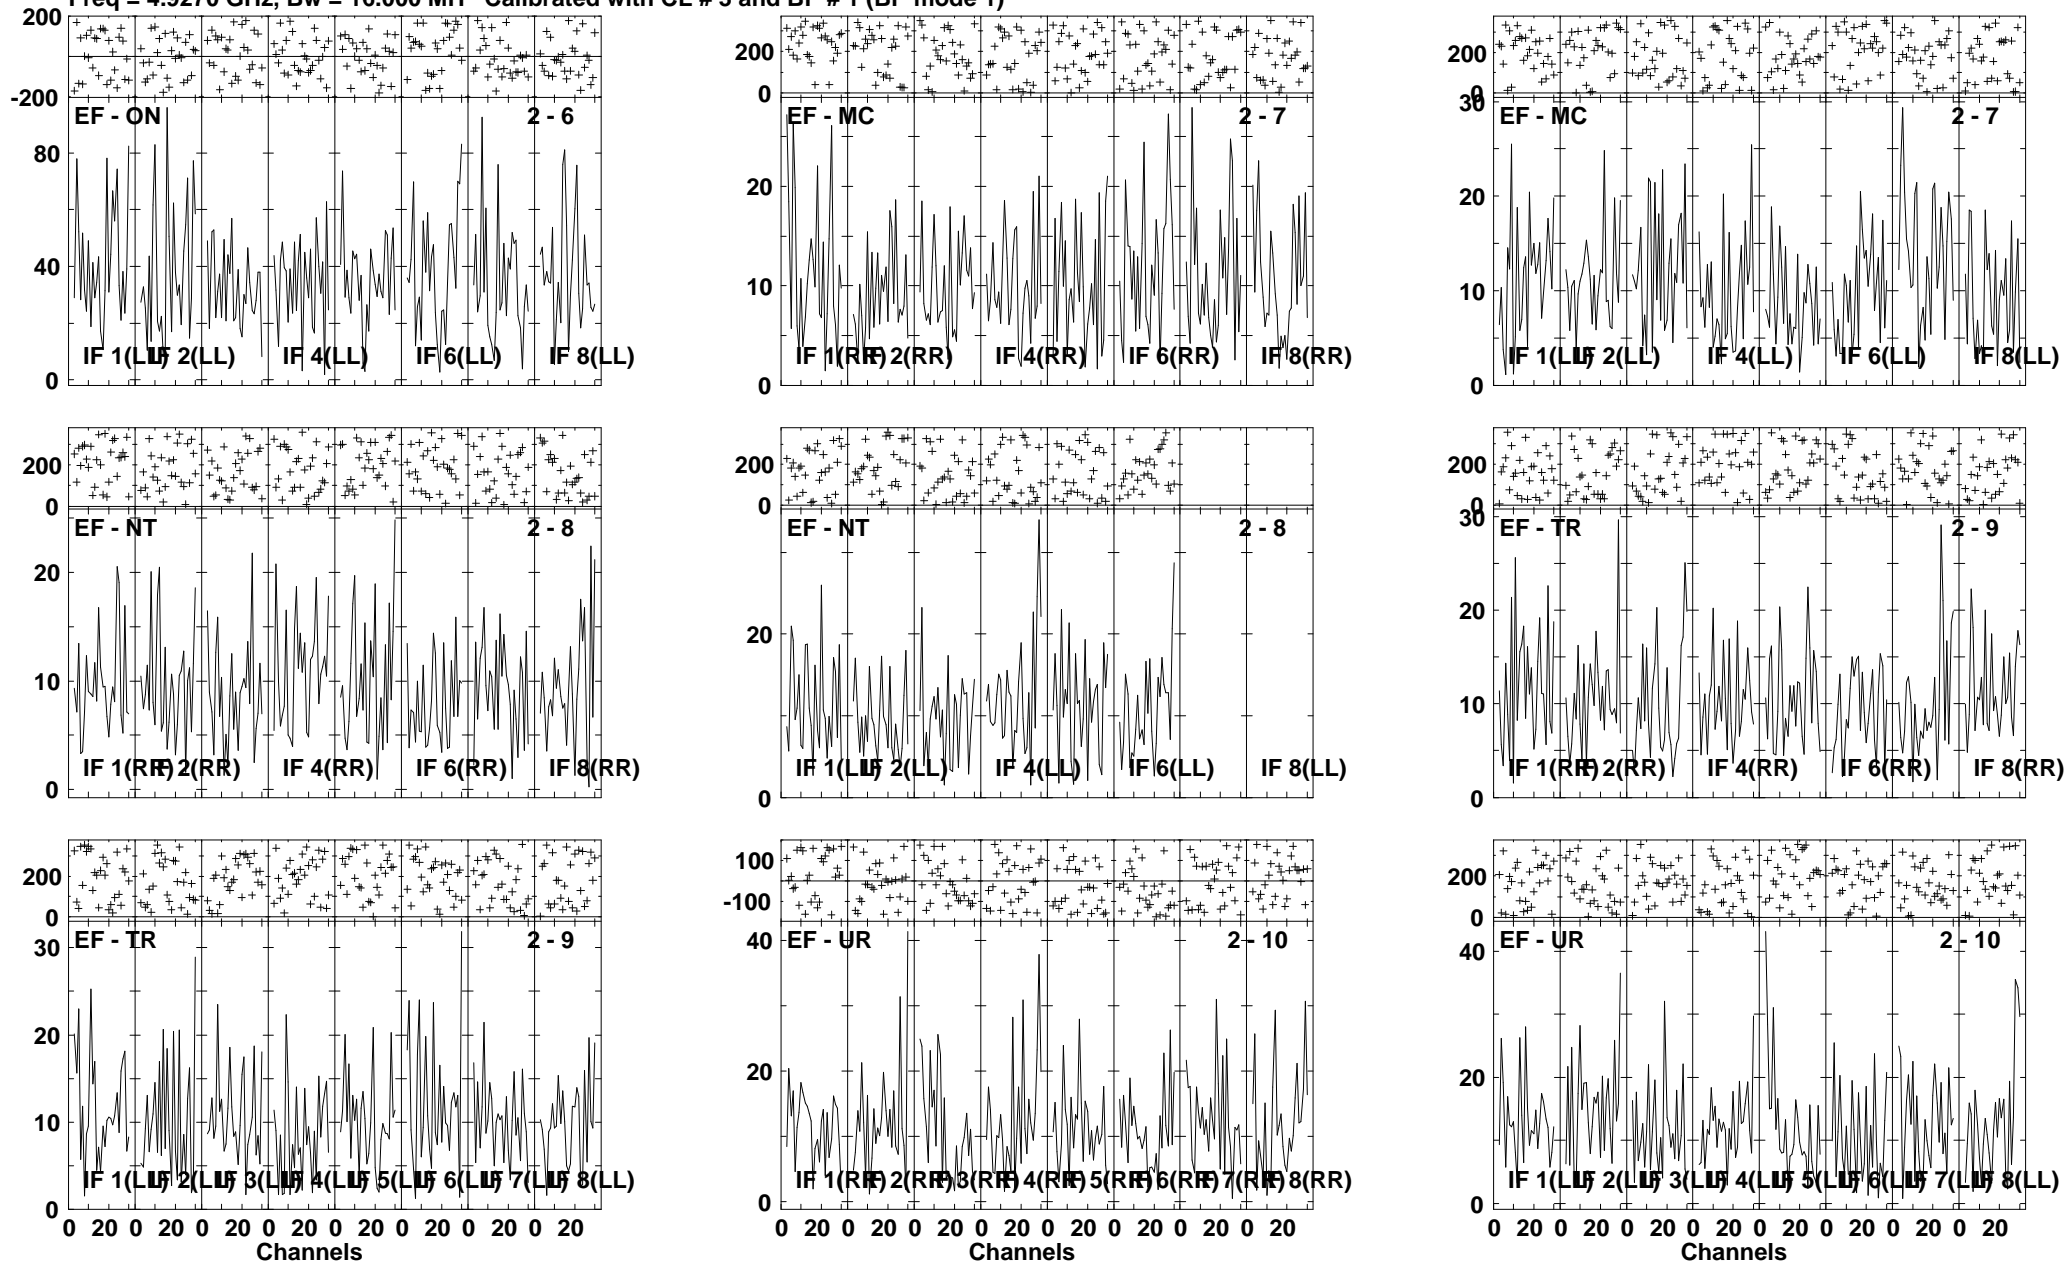 Freq = 4.9270 GHz, Bw = 16.000 MH Calibrated with CL # 3 and BP # 1 (BP mode 1)
200
-200
EF - ON 2 - 6
80
40
0
IF 1(LL) IF 2(LL) IF 4(LL) IF 6(LL) IF 8(LL)
200
0
EF - MC 2 - 7
20
10
0
IF 1(RR) IF 2(RR) IF 4(RR) IF 6(RR) IF 8(RR)
200
0
30
EF - MC 2 - 7
20
10
0
IF 1(LL) IF 2(LL) IF 4(LL) IF 6(LL) IF 8(LL)
200
0
EF - NT 2 - 8
20
10
0
IF 1(RR) IF 2(RR) IF 4(RR) IF 6(RR) IF 8(RR)
200
0
EF - NT 2 - 8
20
0
IF 1(LL) IF 2(LL) IF 4(LL) IF 6(LL) IF 8(LL)
200
0
30
EF - TR 2 - 9
20
10
0
IF 1(RR) IF 2(RR) IF 4(RR) IF 6(RR) IF 8(RR)
200
0
EF - TR 2 - 9
30
20
10
0
IF 1(LL) IF 2(LL) IF 3(LL) IF 4(LL) IF 5(LL) IF 6(LL) IF 7(LL) IF 8(LL)
0 20 0 20 0 20 0 20 0 20 0 20 0 20 0 20
Channels
100
-100
EF - UR 2 - 10
40
20
0
IF 1(RR) IF 2(RR) IF 3(RR) IF 4(RR) IF 5(RR) IF 6(RR) IF 7(RR) IF 8(RR)
0 20 0 20 0 20 0 20 0 20 0 20 0 20 0 20
Channels
200
0
EF - UR 2 - 10
40
20
0
IF 1(LL) IF 2(LL) IF 3(LL) IF 4(LL) IF 5(LL) IF 6(LL) IF 7(LL) IF 8(LL)
0 20 0 20 0 20 0 20 0 20 0 20 0 20 0 20
Channels